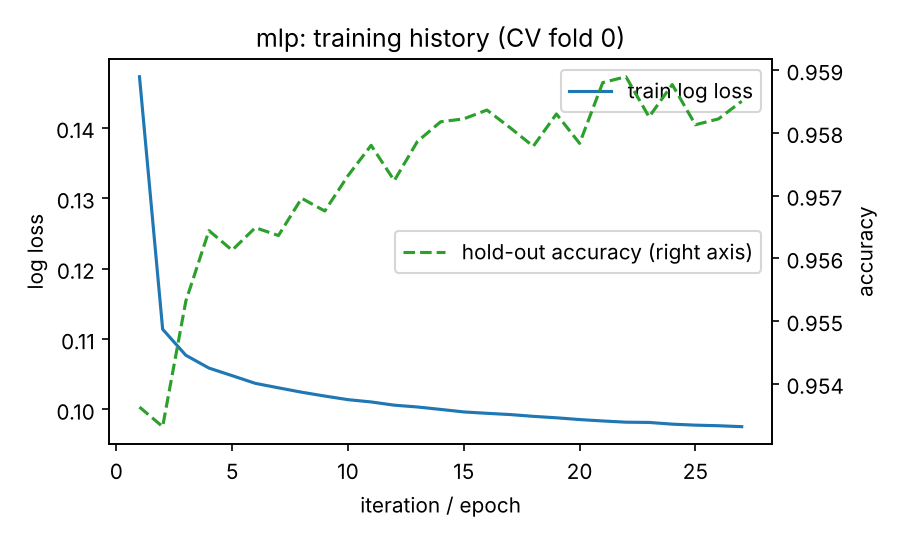 mlp: training history (CV fold 0)
train log loss
hold-out accuracy (right axis)
log loss
0.14
0.13
0.12
0.11
0.10
0.959
0.958
0.957
0.956
0.955
0.954
accuracy
0 5 10 15 20 25
iteration / epoch